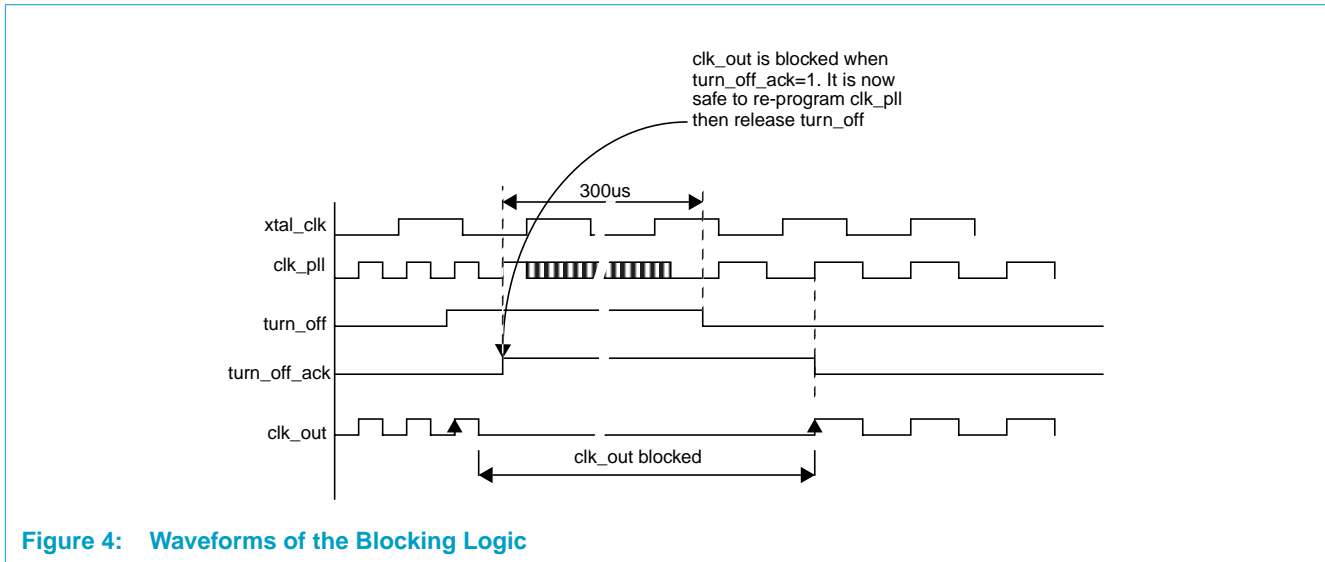 clk_out is blocked when
turn_off_ack=1. It is now
safe to re-program clk_pll
then release turn_off
300us
xtal_clk
clk_pll
turn_off
turn_off_ack
clk_out
clk_out blocked
Figure 4: Waveforms of the Blocking Logic